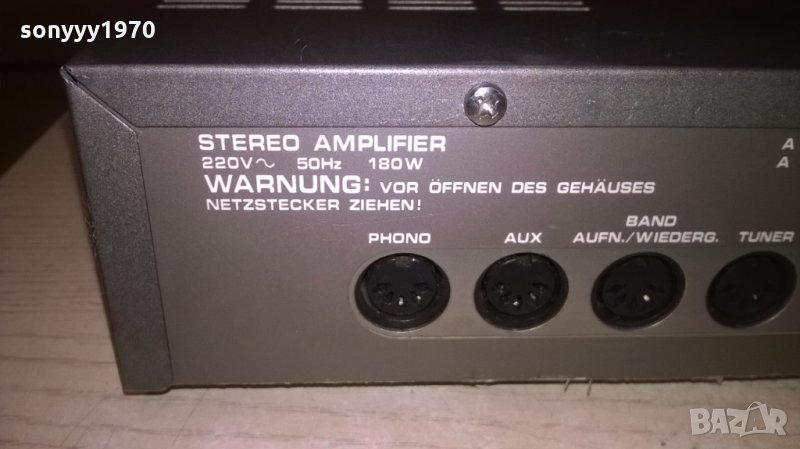 sonyyy1970
STEREO AMPLIFIER
220V~ 50Hz 180W
WARNUNG: VOR ÖFFNEN DES GEHÄUSES
NETZSTECKER ZIEHEN!
A
A
PHONO
AUX
BAND
AUFN./WIEDERG.
TUNER
BAZAR